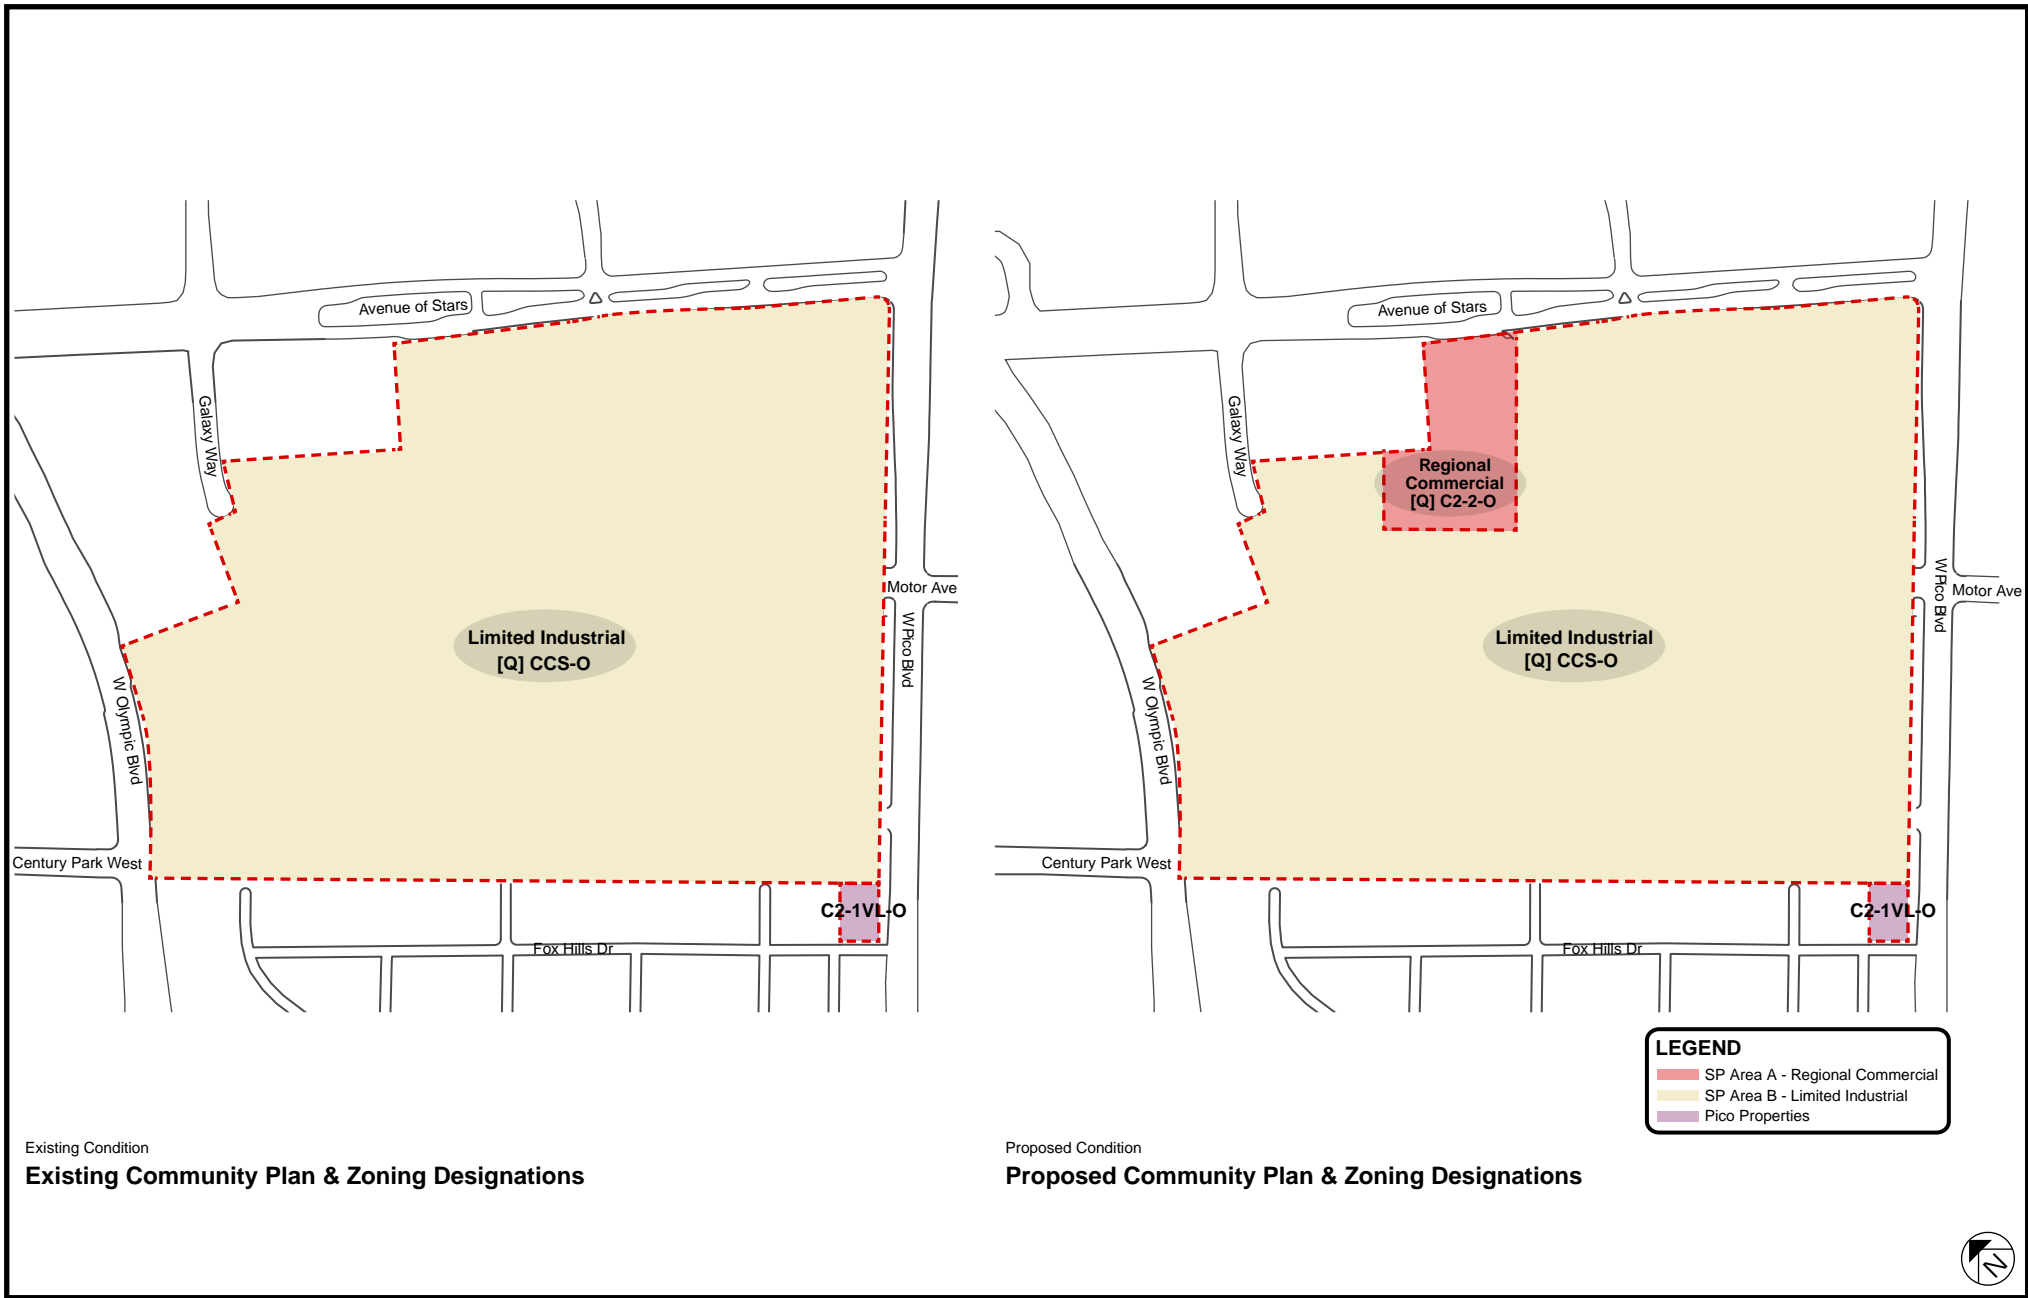 Avenue of Stars
Galaxy Way
Motor Ave
W Pico Blvd
Limited Industrial
[Q] CCS-O
W Olympic Blvd
Century Park West
C2-1VL-O
Fox Hills Dr
Existing Condition
Existing Community Plan & Zoning Designations
Avenue of Stars
Galaxy Way
Regional
Commercial
[Q] C2-2-O
W Pico Blvd
Motor Ave
Limited Industrial
[Q] CCS-O
W Olympic Blvd
Century Park West
C2-1VL-O
Fox Hills Dr
LEGEND
SP Area A - Regional Commercial
SP Area B - Limited Industrial
Pico Properties
Proposed Condition
Proposed Community Plan & Zoning Designations
N